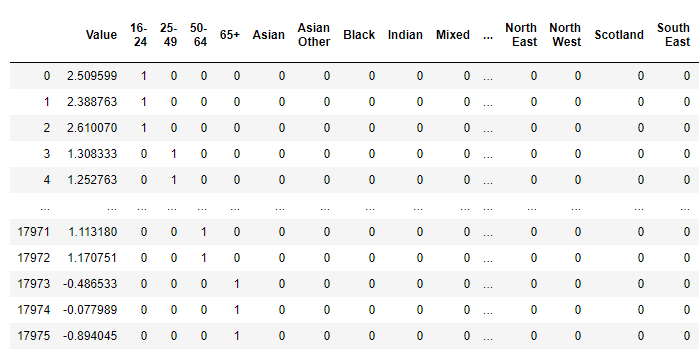 Value 16-24 25-49 50-64 65+ Asian Asian Other Black Indian Mixed ... North East North West Scotland South East
0 2.509599 1 0 0 0 0 0 0 0 0 ... 0 0 0 0
1 2.388763 1 0 0 0 0 0 0 0 0 ... 0 0 0 0
2 2.610070 1 0 0 0 0 0 0 0 0 ... 0 0 0 0
3 1.308333 0 1 0 0 0 0 0 0 0 ... 0 0 0 0
4 1.252763 0 1 0 0 0 0 0 0 0 ... 0 0 0 0
... ... ... ... ... ... ... ... ... ... ... ... ... ... ... ...
17971 1.113180 0 0 1 0 0 0 0 0 0 ... 0 0 0 0
17972 1.170751 0 0 1 0 0 0 0 0 0 ... 0 0 0 0
17973 -0.486533 0 0 0 1 0 0 0 0 0 ... 0 0 0 0
17974 -0.077989 0 0 0 1 0 0 0 0 0 ... 0 0 0 0
17975 -0.894045 0 0 0 1 0 0 0 0 0 ... 0 0 0 0